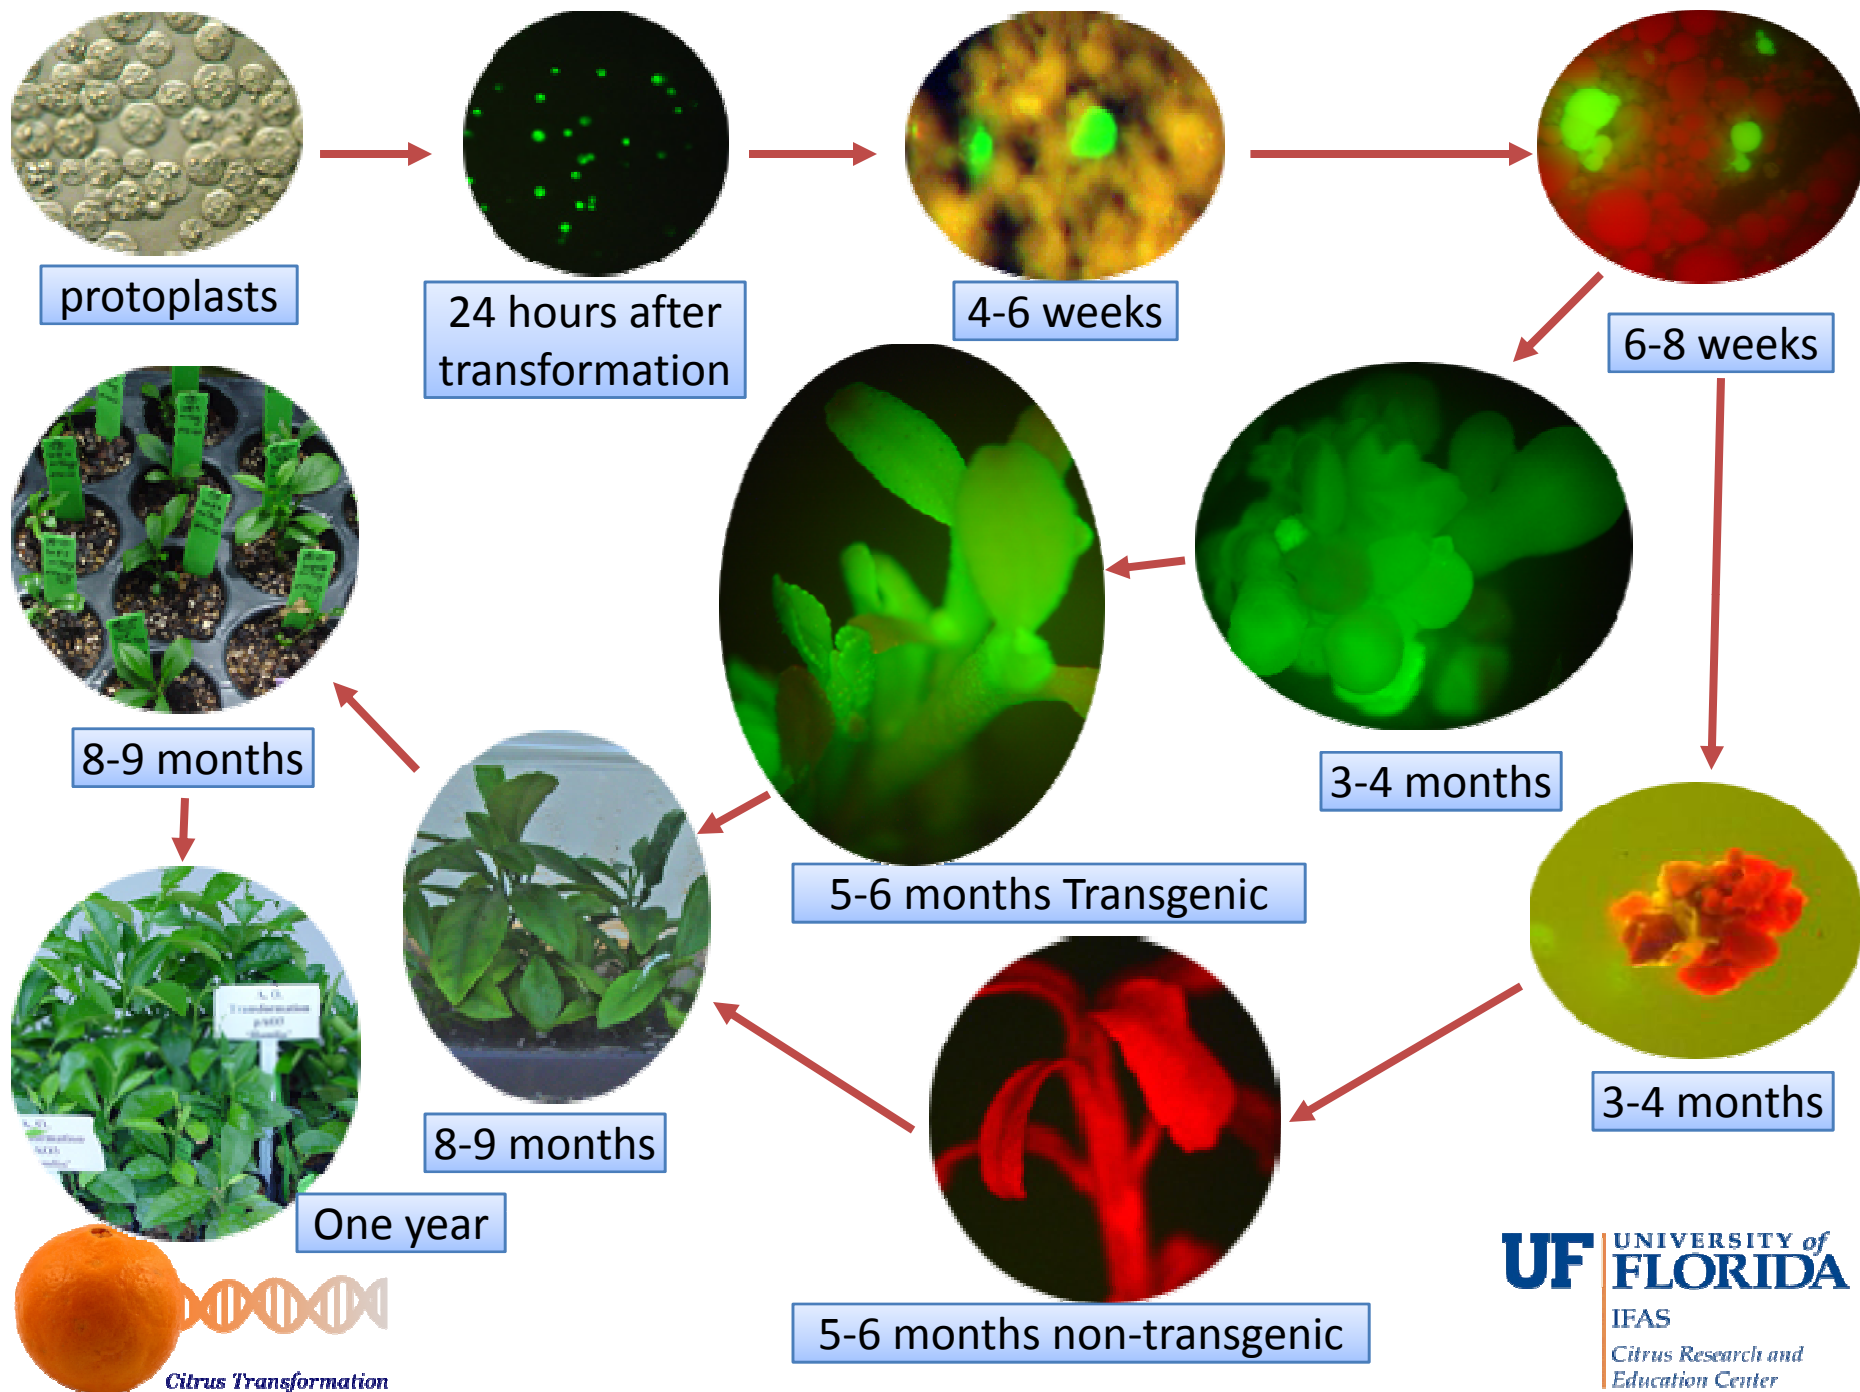 protoplasts
24 hours after
transformation
4-6 weeks
6-8 weeks
8-9 months
3-4 months
5-6 months Transgenic
3-4 months
8-9 months
A. O.
Transformation
One year
5-6 months non-transgenic
Citrus Transformation
UF
UNIVERSITY of
FLORIDA
IFAS
Citrus Research and
Education Center